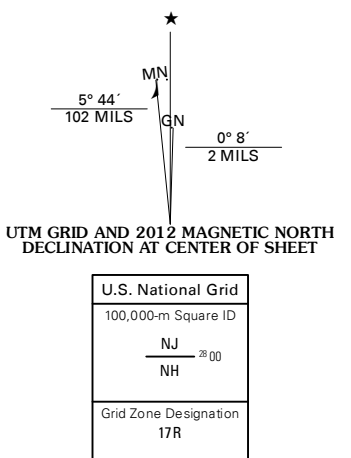 ★
MN
5° 44´
102 MILS
GN
0° 8´
2 MILS
UTM GRID AND 2012 MAGNETIC NORTH
DECLINATION AT CENTER OF SHEET
U.S. National Grid
100,000-m Square ID
NJ
28 00
NH
Grid Zone Designation
17R